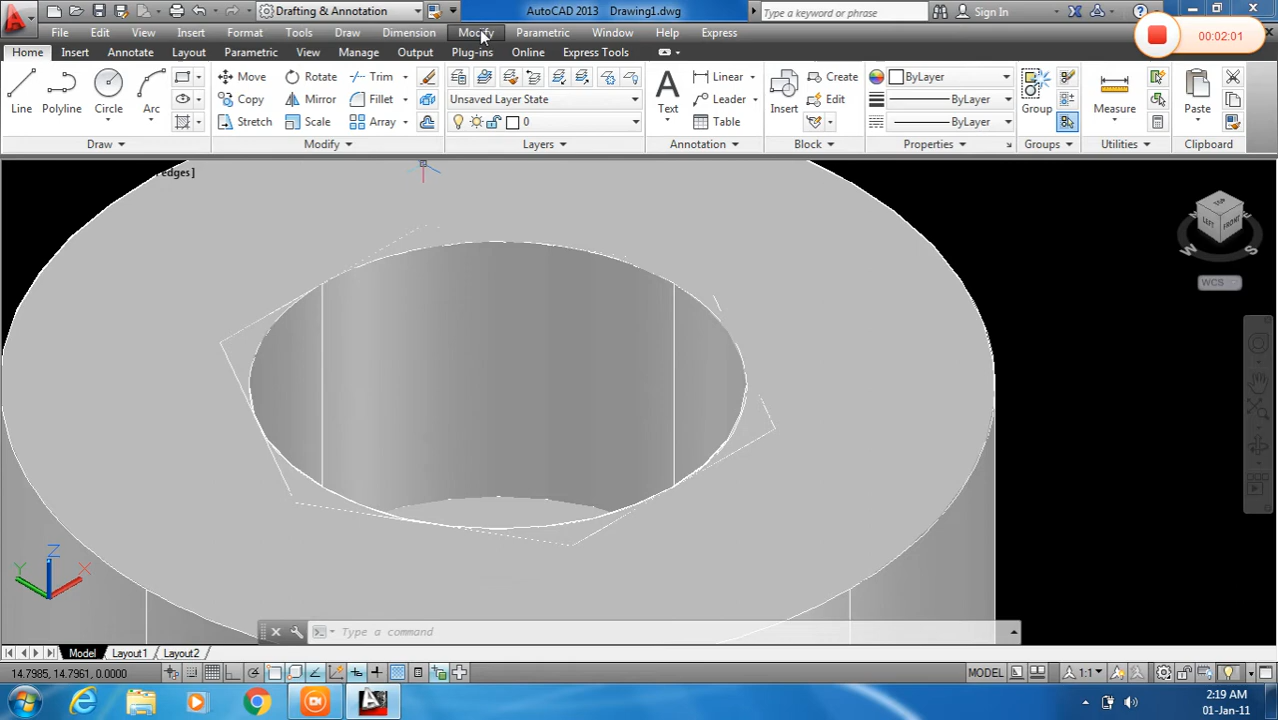 Drafting & Annotation
AutoCAD 2013 Drawing1.dwg
Type a keyword or phrase
Sign In
00:02:01
File Edit View Insert Format Tools Draw Dimension Modify Parametric Window Help Express
Home Insert Annotate Layout Parametric View Manage Output Plug-ins Online Express Tools
Line Polyline Circle Arc
Move Rotate Trim
Copy Mirror Fillet
Stretch Scale Array
Unsaved Layer State
0
Text
Linear
Leader
Table
Insert
Create
Edit
ByLayer
ByLayer
ByLayer
Group
Measure
Paste
Draw Modify Layers Annotation Block Properties Groups Utilities Clipboard
edges]
TOP
LEFT FRONT
W S
WCS
Z
Y X
Type a command
Model Layout1 Layout2
14.7985, 14.7961, 0.0000
MODEL
1:1
2:19 AM
01-Jan-11